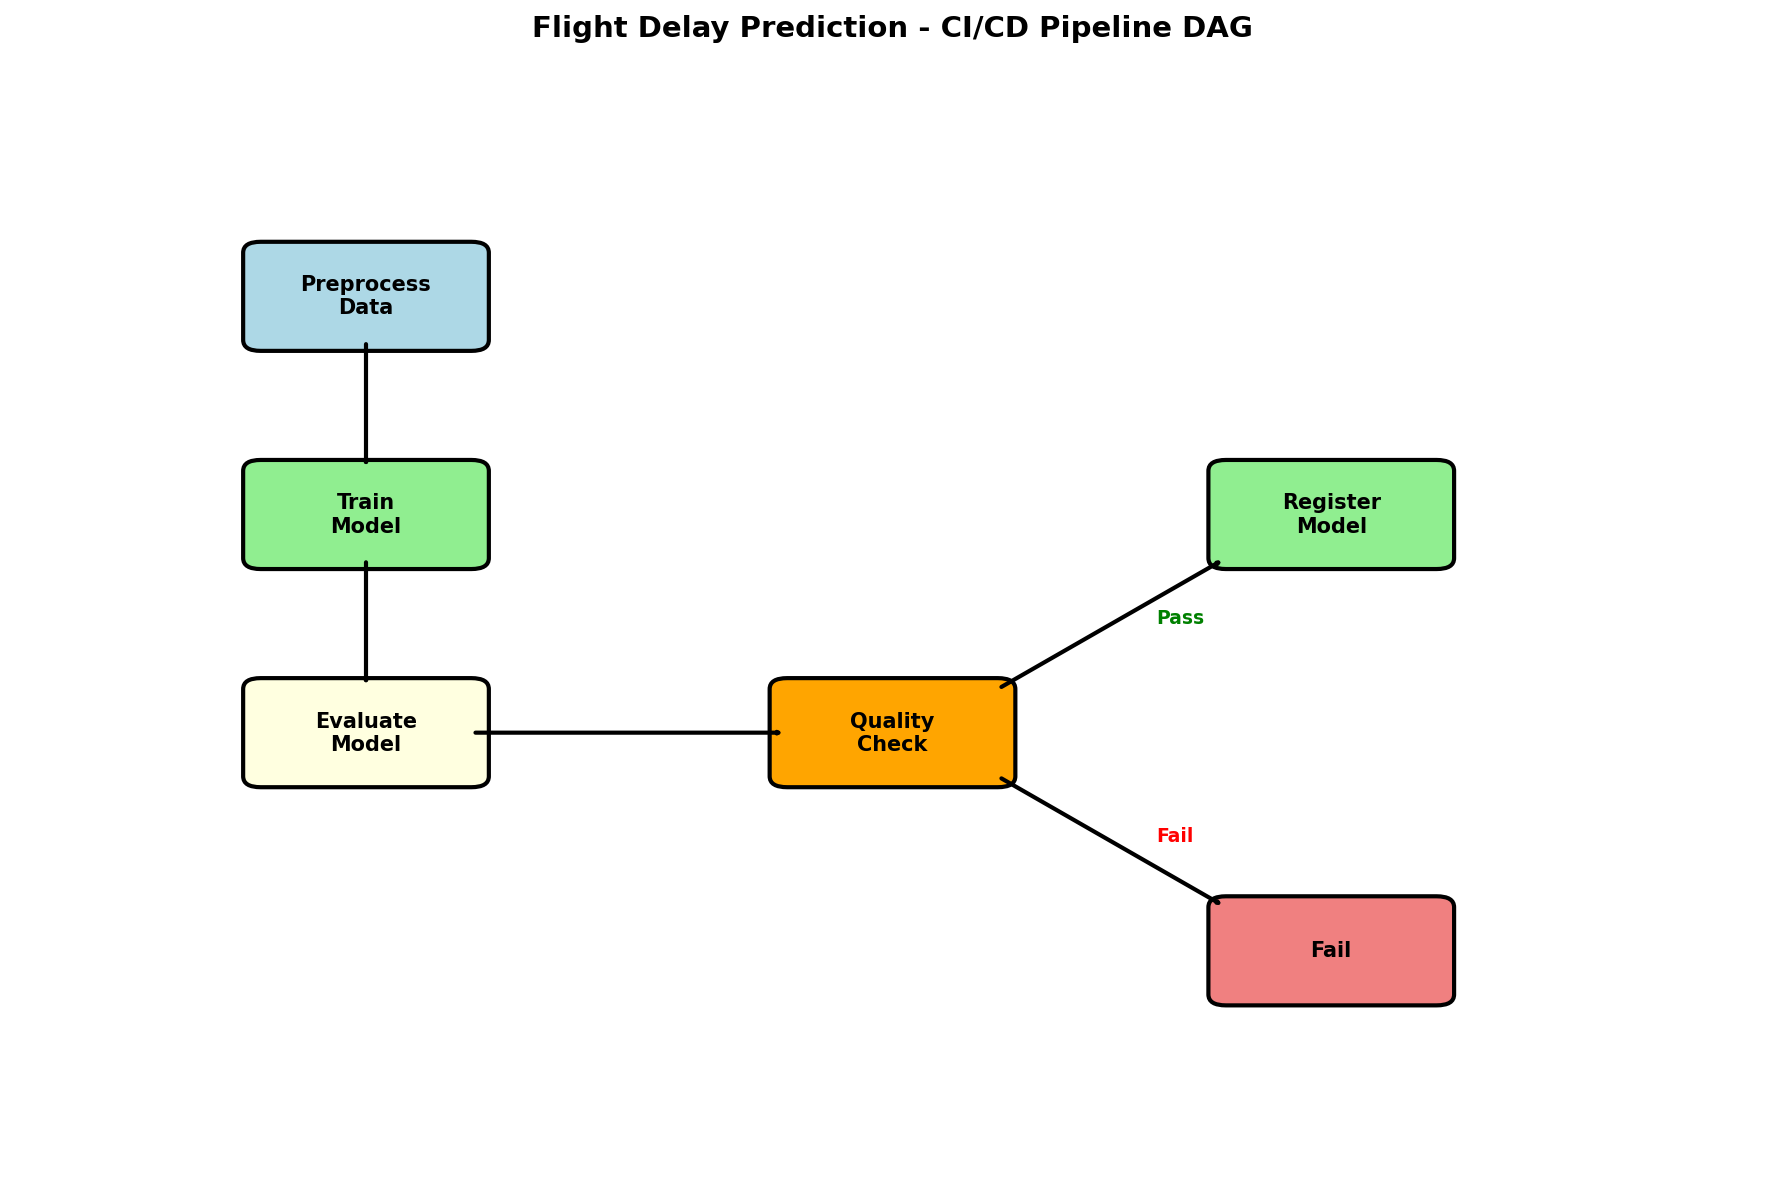 Flight Delay Prediction - CI/CD Pipeline DAG
Preprocess
Data
Train
Model
Evaluate
Model
Quality
Check
Pass
Register
Model
Fail
Fail